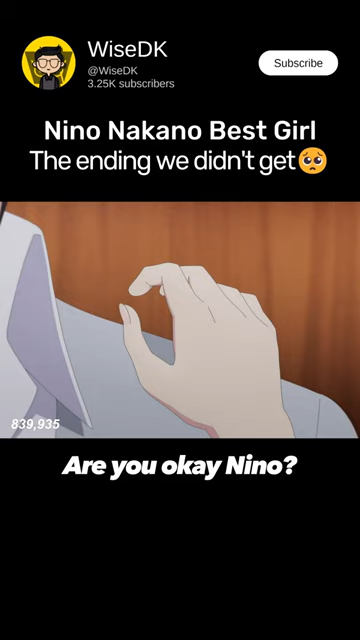 WiseDK
@WiseDK
3.25K subscribers
Subscribe
Nino Nakano Best Girl
The ending we didn't get🥺
839,935
Are you okay Nino?